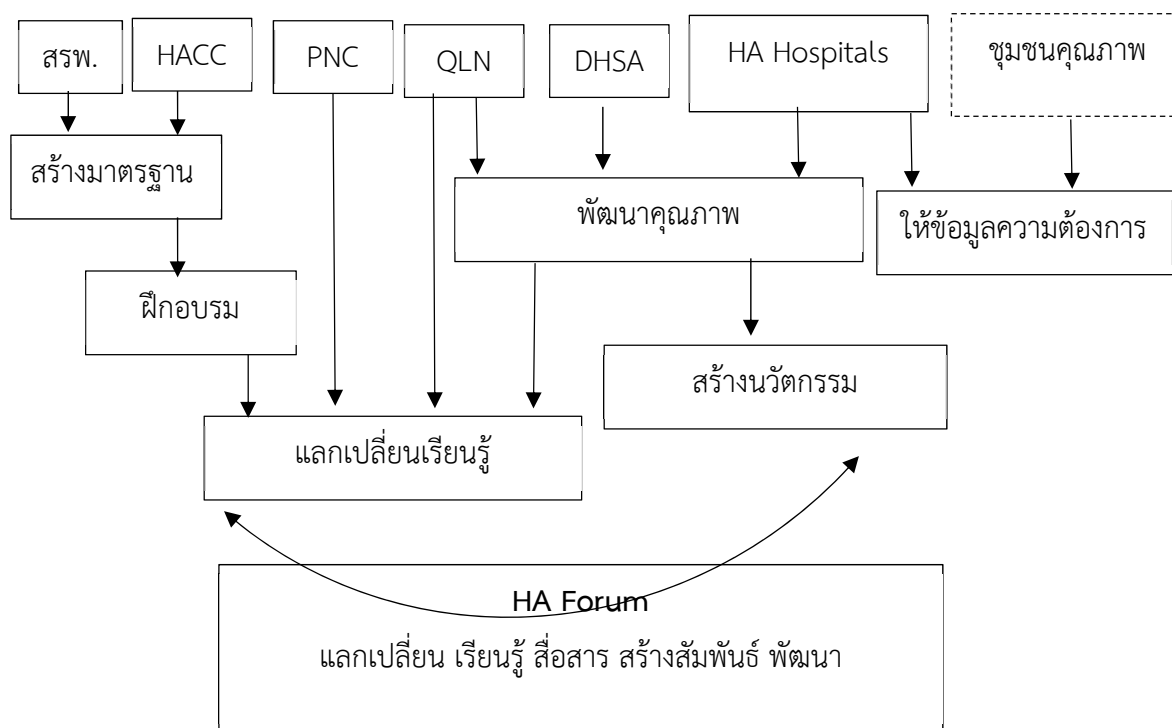 สรพ.
HACC
PNC
QLN
DHSA
HA Hospitals
ชุมชนคุณภาพ
สร้างมาตรฐาน
พัฒนาคุณภาพ
ให้ข้อมูลความต้องการ
ฝึกอบรม
สร้างนวัตกรรม
แลกเปลี่ยนเรียนรู้
HA Forum
แลกเปลี่ยน เรียนรู้ สื่อสาร สร้างสัมพันธ์ พัฒนา